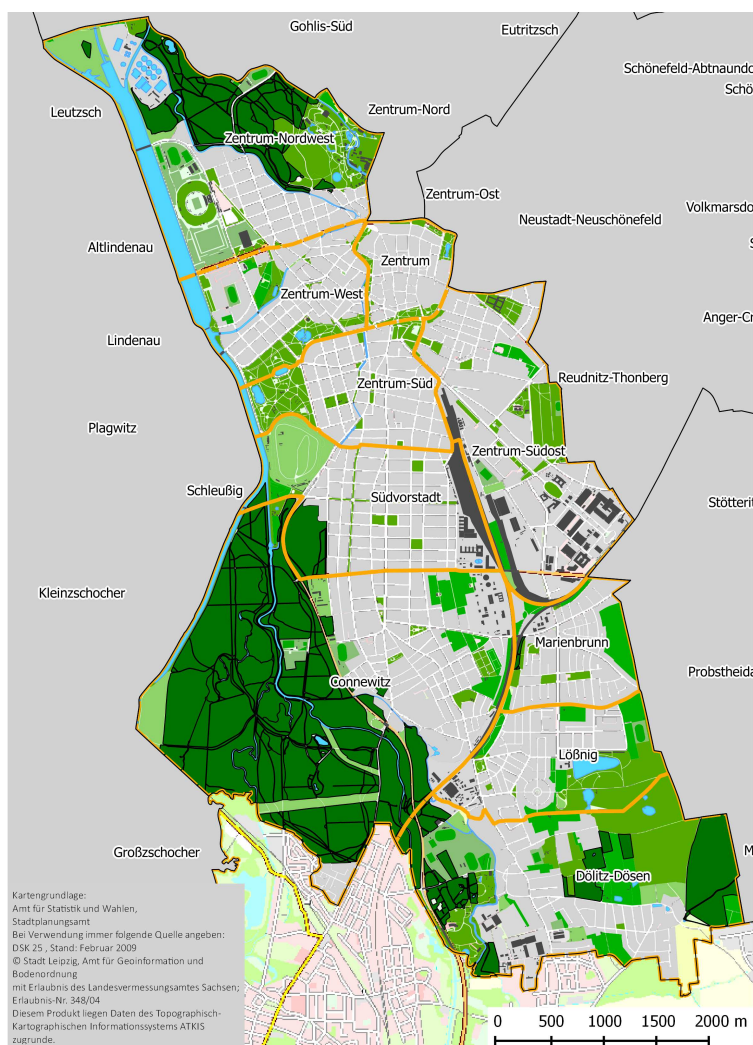 Gohlis-Süd
Eutritzsch
Schönefeld-Abtnaundo
Schö
Leutzsch
Zentrum-Nord
Zentrum-Nordwest
Zentrum-Ost
Neustadt-Neuschönefeld
Volkmarsdo
Altlindenau
Zentrum
Zentrum-West
Anger-Cr
Lindenau
Zentrum-Süd
Reudnitz-Thonberg
Plagwitz
Zentrum-Südost
Schleußig
Südvorstadt
Stötterit
Kleinzschocher
Marienbrunn
Probstheida
Connewitz
Lößnig
Großzschocher
M
Dölitz-Dösen
Kartengrundlage:
Amt für Statistik und Wahlen,
Stadtplanungsamt
Bei Verwendung immer folgende Quelle angeben:
DSK 25 , Stand: Februar 2009
© Stadt Leipzig, Amt für Geoinformation und
Bodenordnung
mit Erlaubnis des Landesvermessungsamtes Sachsen;
Erlaubnis-Nr. 348/04
Diesem Produkt liegen Daten des Topographisch-
Kartographischen Informationssystems ATKIS
zugrunde.
0 500 1000 1500 2000 m